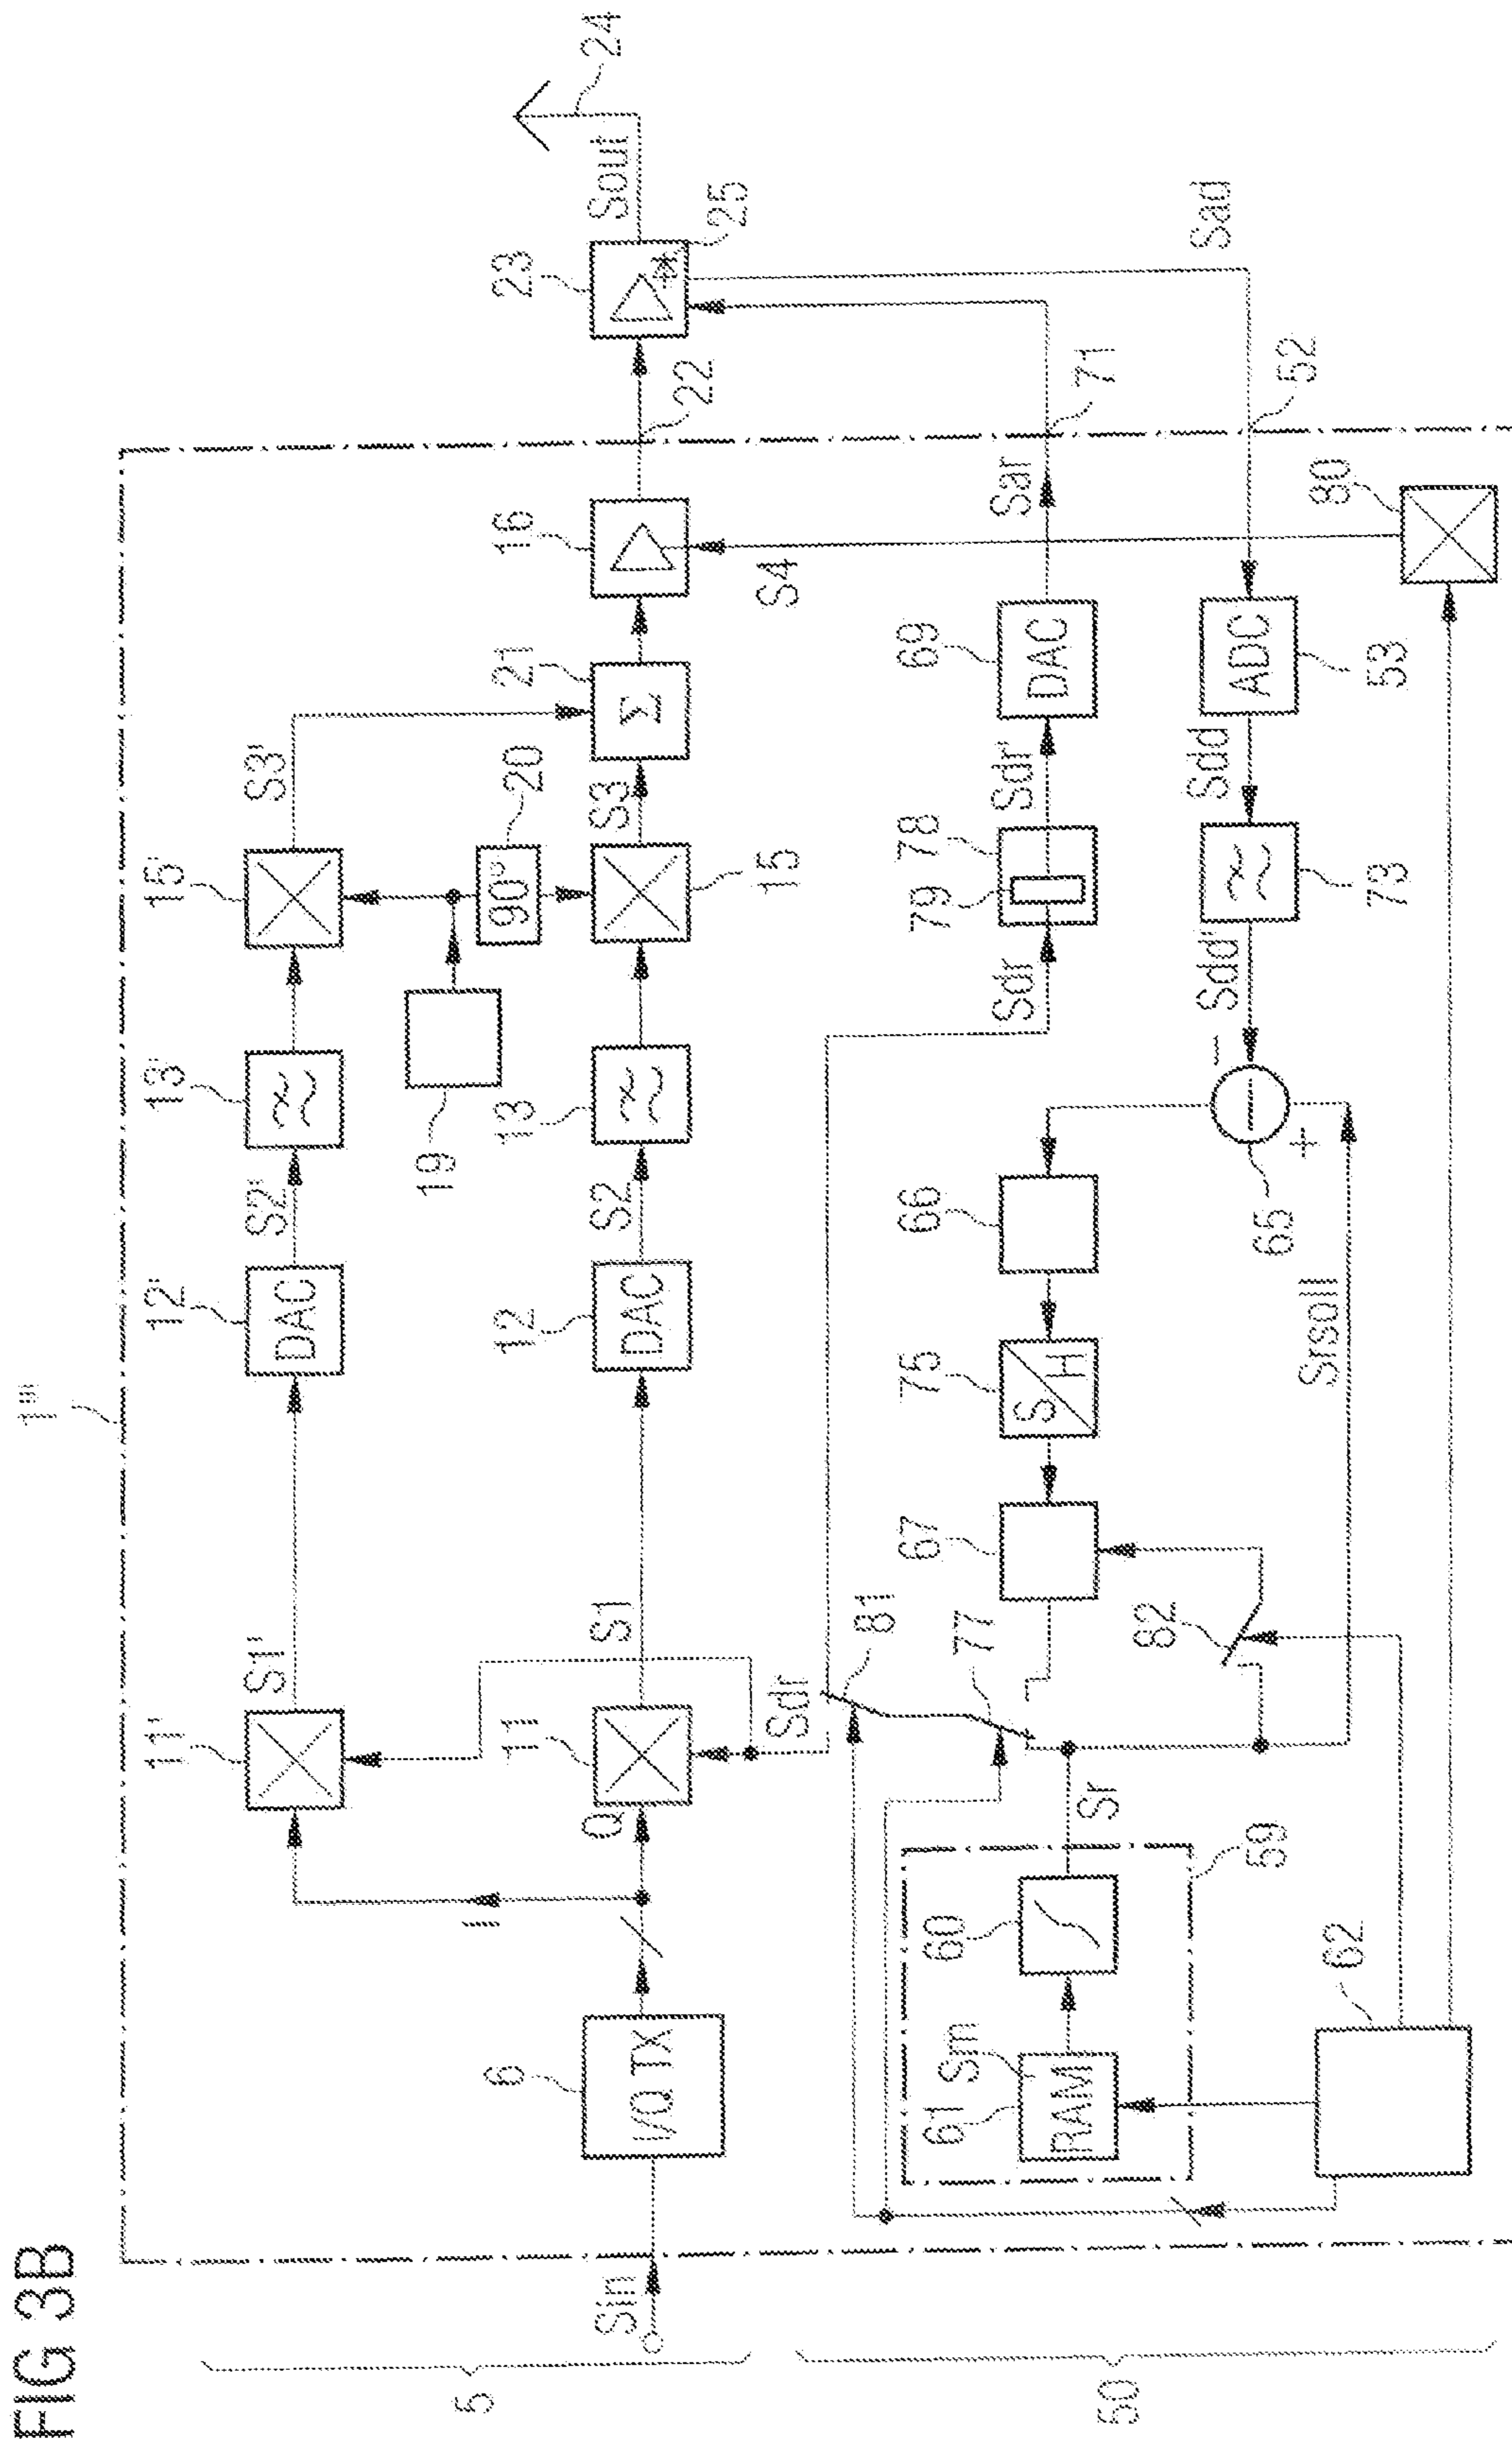 FIG 3B
1'''
5
50
Sin
6
I/Q TX
I
Q
11'
S1'
12'
DAC
S2'
13'
15'
S3'
11
S1
12
DAC
S2
13
19
90°
20
15
S3
21
Σ
16
S4
22
23
25
Sout
24
Sdr
81
77
Sdr
79
78
Sdr'
69
DAC
Sar
71
67
75
S
H
66
59
61
Sm
RAM
60
Sr
82
62
65
+
−
Sdd'
73
Sdd
53
ADC
52
Sad
Srsoll
80